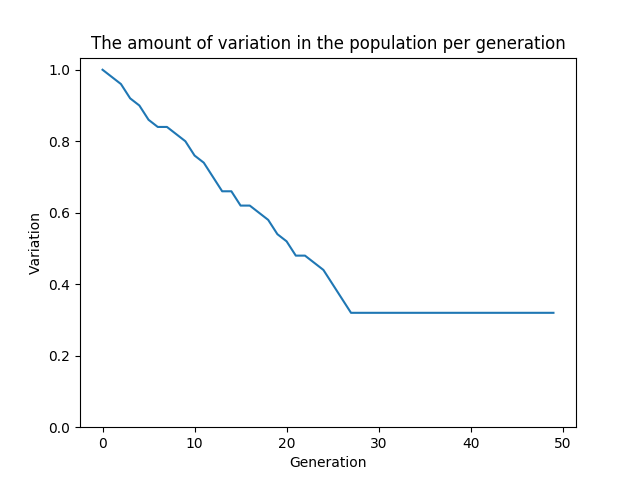 The amount of variation in the population per generation
1.0
0.8
0.6
0.4
0.2
0.0
Variation
0 10 20 30 40 50
Generation